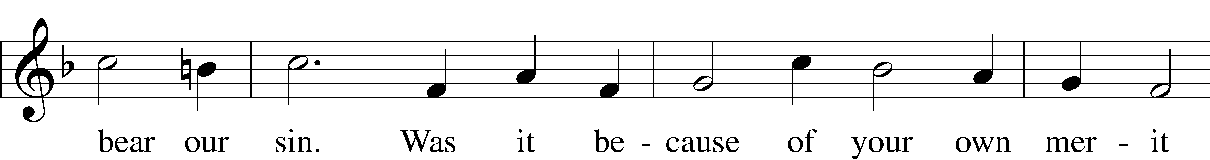 bear our sin. Was it be - cause of your own mer - it